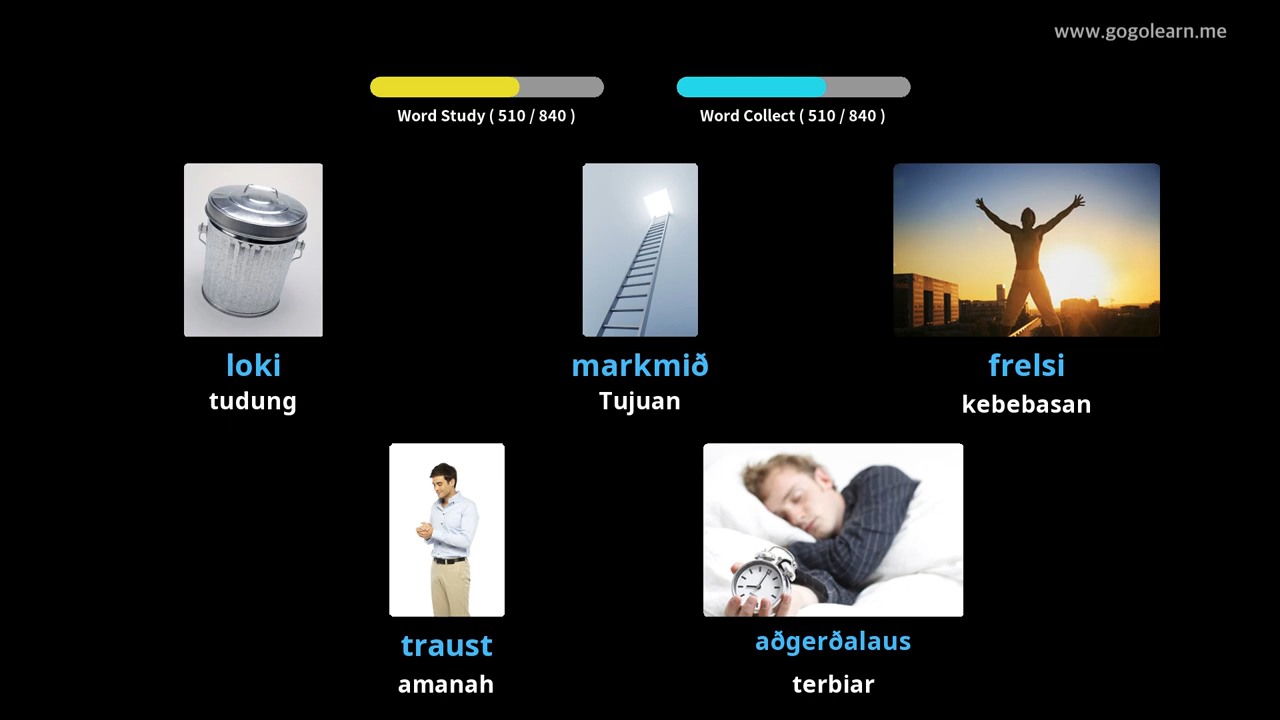 www.gogolearn.me
Word Study ( 510 / 840 )
Word Collect ( 510 / 840 )
loki
tudung
markmið
Tujuan
frelsi
kebebasan
traust
amanah
aðgerðalaus
terbiar